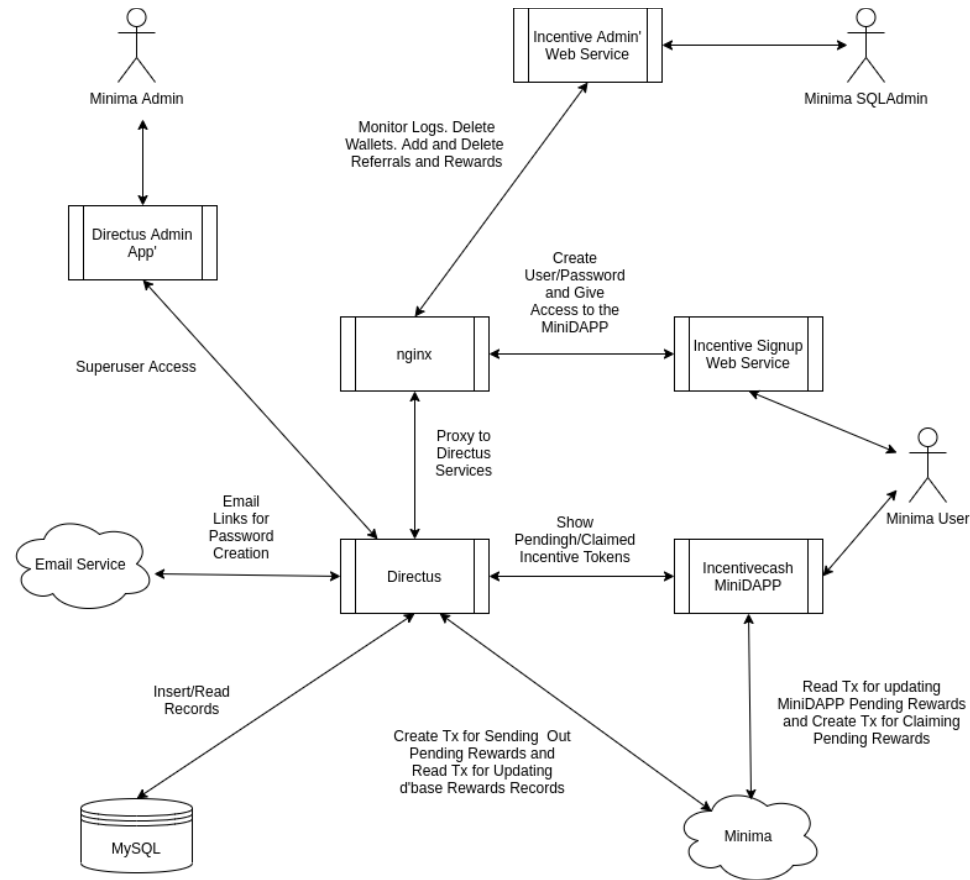 Incentive Admin'
Web Service
Minima Admin
Minima SQLAdmin
Monitor Logs. Delete
Wallets. Add and Delete
Referrals and Rewards
Directus Admin
App'
Create
User/Password
and Give
Access to the
MiniDAPP
nginx
Incentive Signup
Web Service
Superuser Access
Proxy to
Directus
Services
Minima User
Email
Links for
Password
Creation
Show
Pendingh/Claimed
Incentive Tokens
Email Service
Directus
Incentivecash
MiniDAPP
Insert/Read
Records
Read Tx for updating
MiniDAPP Pending Rewards
and Create Tx for Claiming
Pending Rewards
Create Tx for Sending Out
Pending Rewards and
Read Tx for Updating
d'base Rewards Records
MySQL
Minima